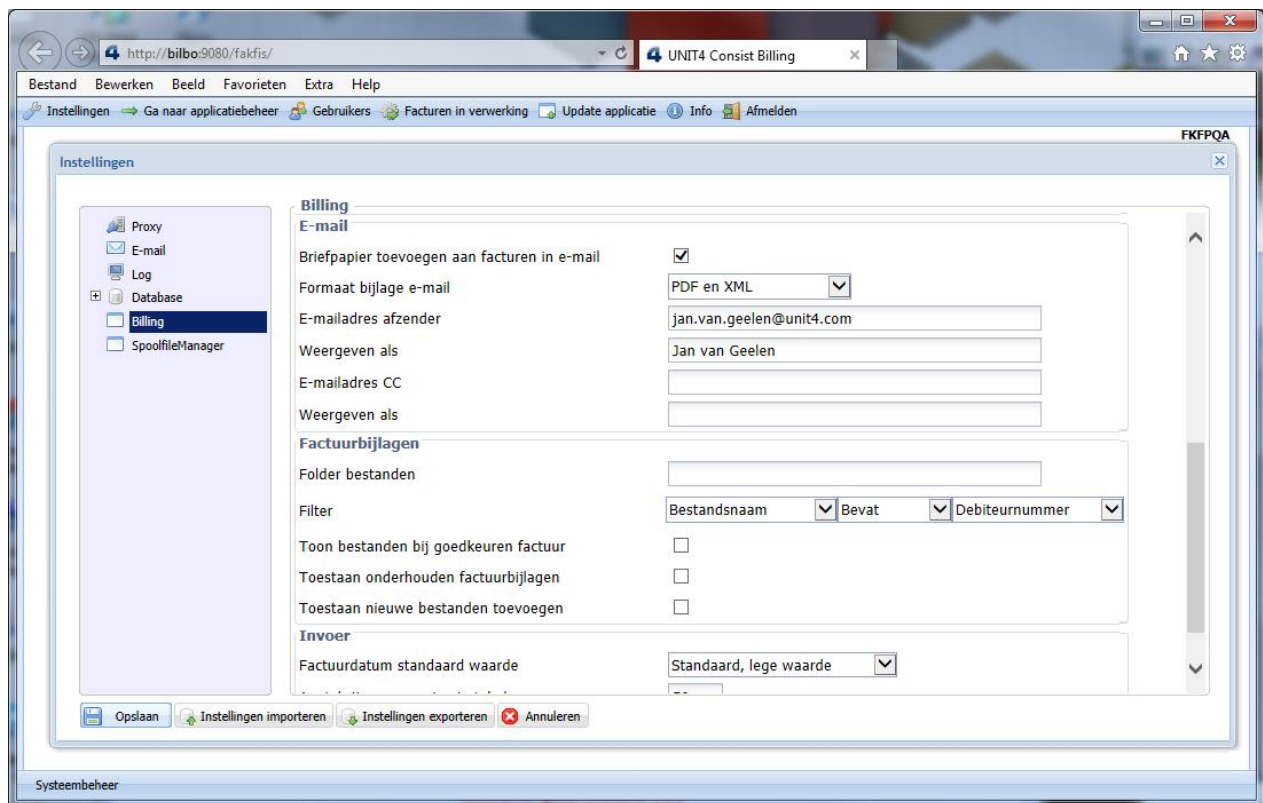 http://bilbo:9080/fakfis/
UNIT4 Consist Billing
Bestand Bewerken Beeld Favorieten Extra Help
Instellingen Ga naar applicatiebeheer Gebruikers Facturen in verwerking Update applicatie Info Afmelden
FKFPQA
Instellingen
Proxy
E-mail
Log
Database
Billing
SpoolfileManager
Billing
E-mail
Briefpapier toevoegen aan facturen in e-mail
Formaat bijlage e-mail PDF en XML
E-mailadres afzender jan.van.geelen@unit4.com
Weergeven als Jan van Geelen
E-mailadres CC
Weergeven als
Factuurbijlagen
Folder bestanden
Filter Bestandsnaam Bevat Debiteurnummer
Toon bestanden bij goedkeuren factuur
Toestaan onderhouden factuurbijlagen
Toestaan nieuwe bestanden toevoegen
Invoer
Factuurdatum standaard waarde Standaard, lege waarde
Opslaan Instellingen importeren Instellingen exporteren Annuleren
Systeembeheer